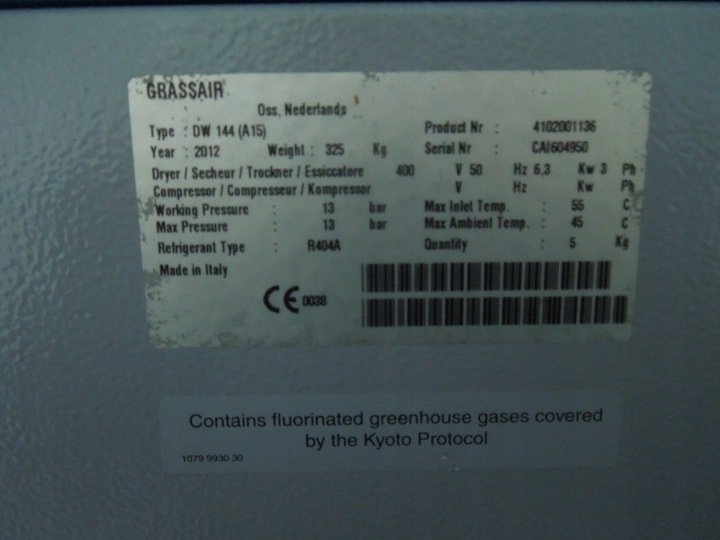 GRASSAIR
Oss, Nederlands
Type : DW 144 (A15) Product Nr : 4102001136
Year : 2012 Weight : 325 Kg Serial Nr : CAI604950
Dryer / Secheur / Trockner / Essiccatore 400 V 50 Hz 6,3 Kw 3 Ph
Compressor / Compresseur / Kompressor V Hz Kw Ph
Working Pressure : 13 bar Max Inlet Temp. : 55 C
Max Pressure : 13 bar Max Ambient Temp. : 45 C
Refrigerant Type : R404A Quantity : 5 Kg
Made in Italy
CE 0038
Contains fluorinated greenhouse gases covered
by the Kyoto Protocol
1079 9930 30